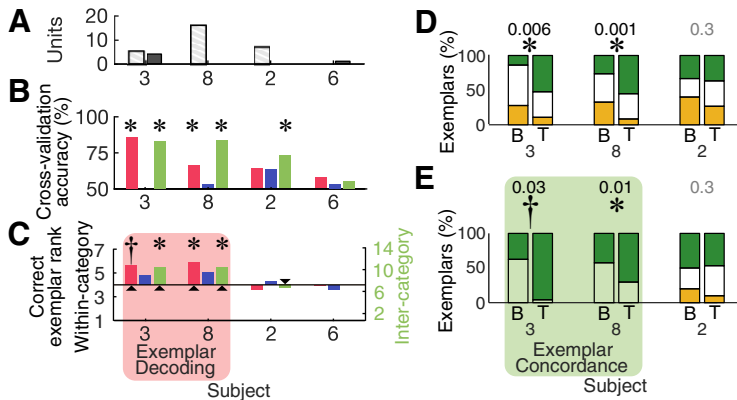 A
Units
20
10
0
3 8 2 6
B
Cross-validation
accuracy (%)
100
75
50
* * * * *
3 8 2 6
C
Correct
exemplar rank
Within-category
7
5
3
1
† * * *
14
10
6
2
Inter-category
3 8 2 6
Exemplar
Decoding
Subject
D
0.006 0.001 0.3
* *
Exemplars (%)
100
50
0
B T B T B T
3 8 2
E
0.03 0.01 0.3
† *
Exemplars (%)
100
50
0
B T B T B T
3 8 2
Exemplar
Concordance
Subject